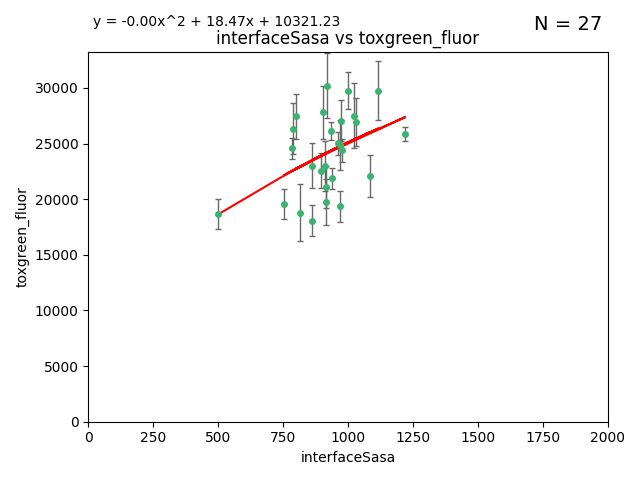 y = -0.00x^2 + 18.47x + 10321.23
N = 27
interfaceSasa vs toxgreen_fluor
30000
25000
20000
15000
10000
5000
0
toxgreen_fluor
0 250 500 750 1000 1250 1500 1750 2000
interfaceSasa